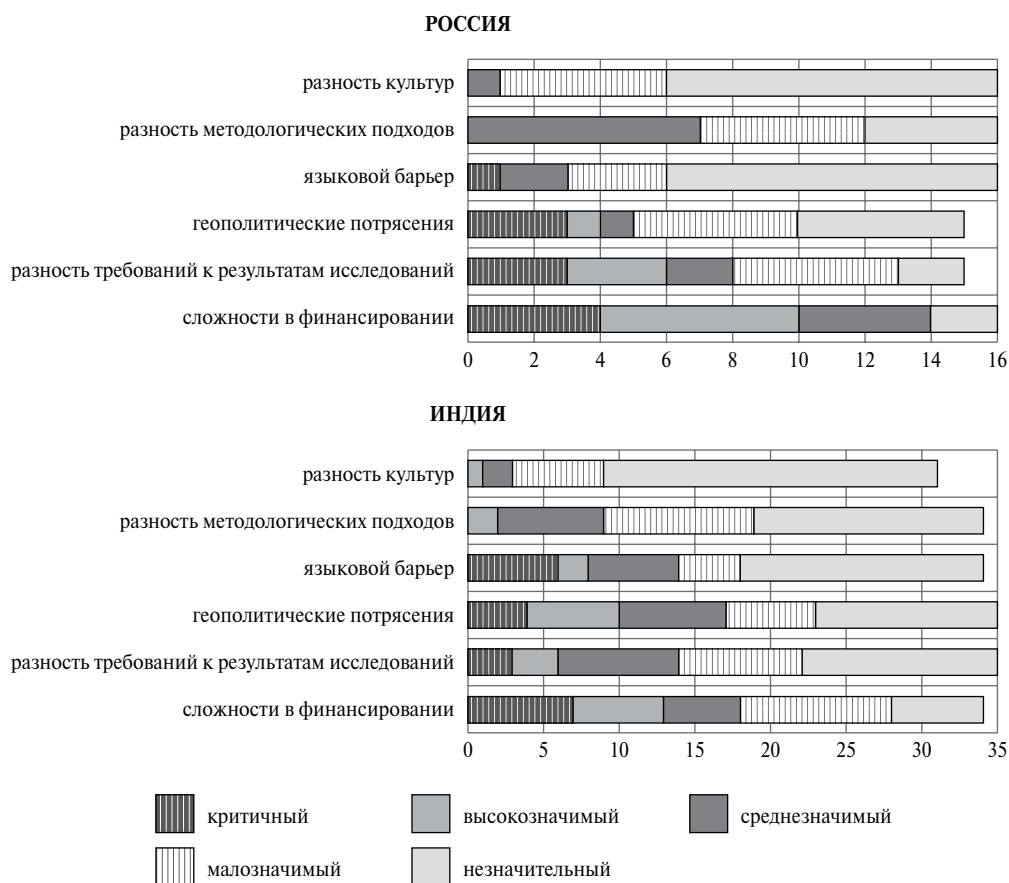 РОССИЯ
разность культур
разность методологических подходов
языковой барьер
геополитические потрясения
разность требований к результатам исследований
сложности в финансировании
0 2 4 6 8 10 12 14 16
ИНДИЯ
разность культур
разность методологических подходов
языковой барьер
геополитические потрясения
разность требований к результатам исследований
сложности в финансировании
0 5 10 15 20 25 30 35
критичный высокозначимый среднезначимый
малозначимый незначительный